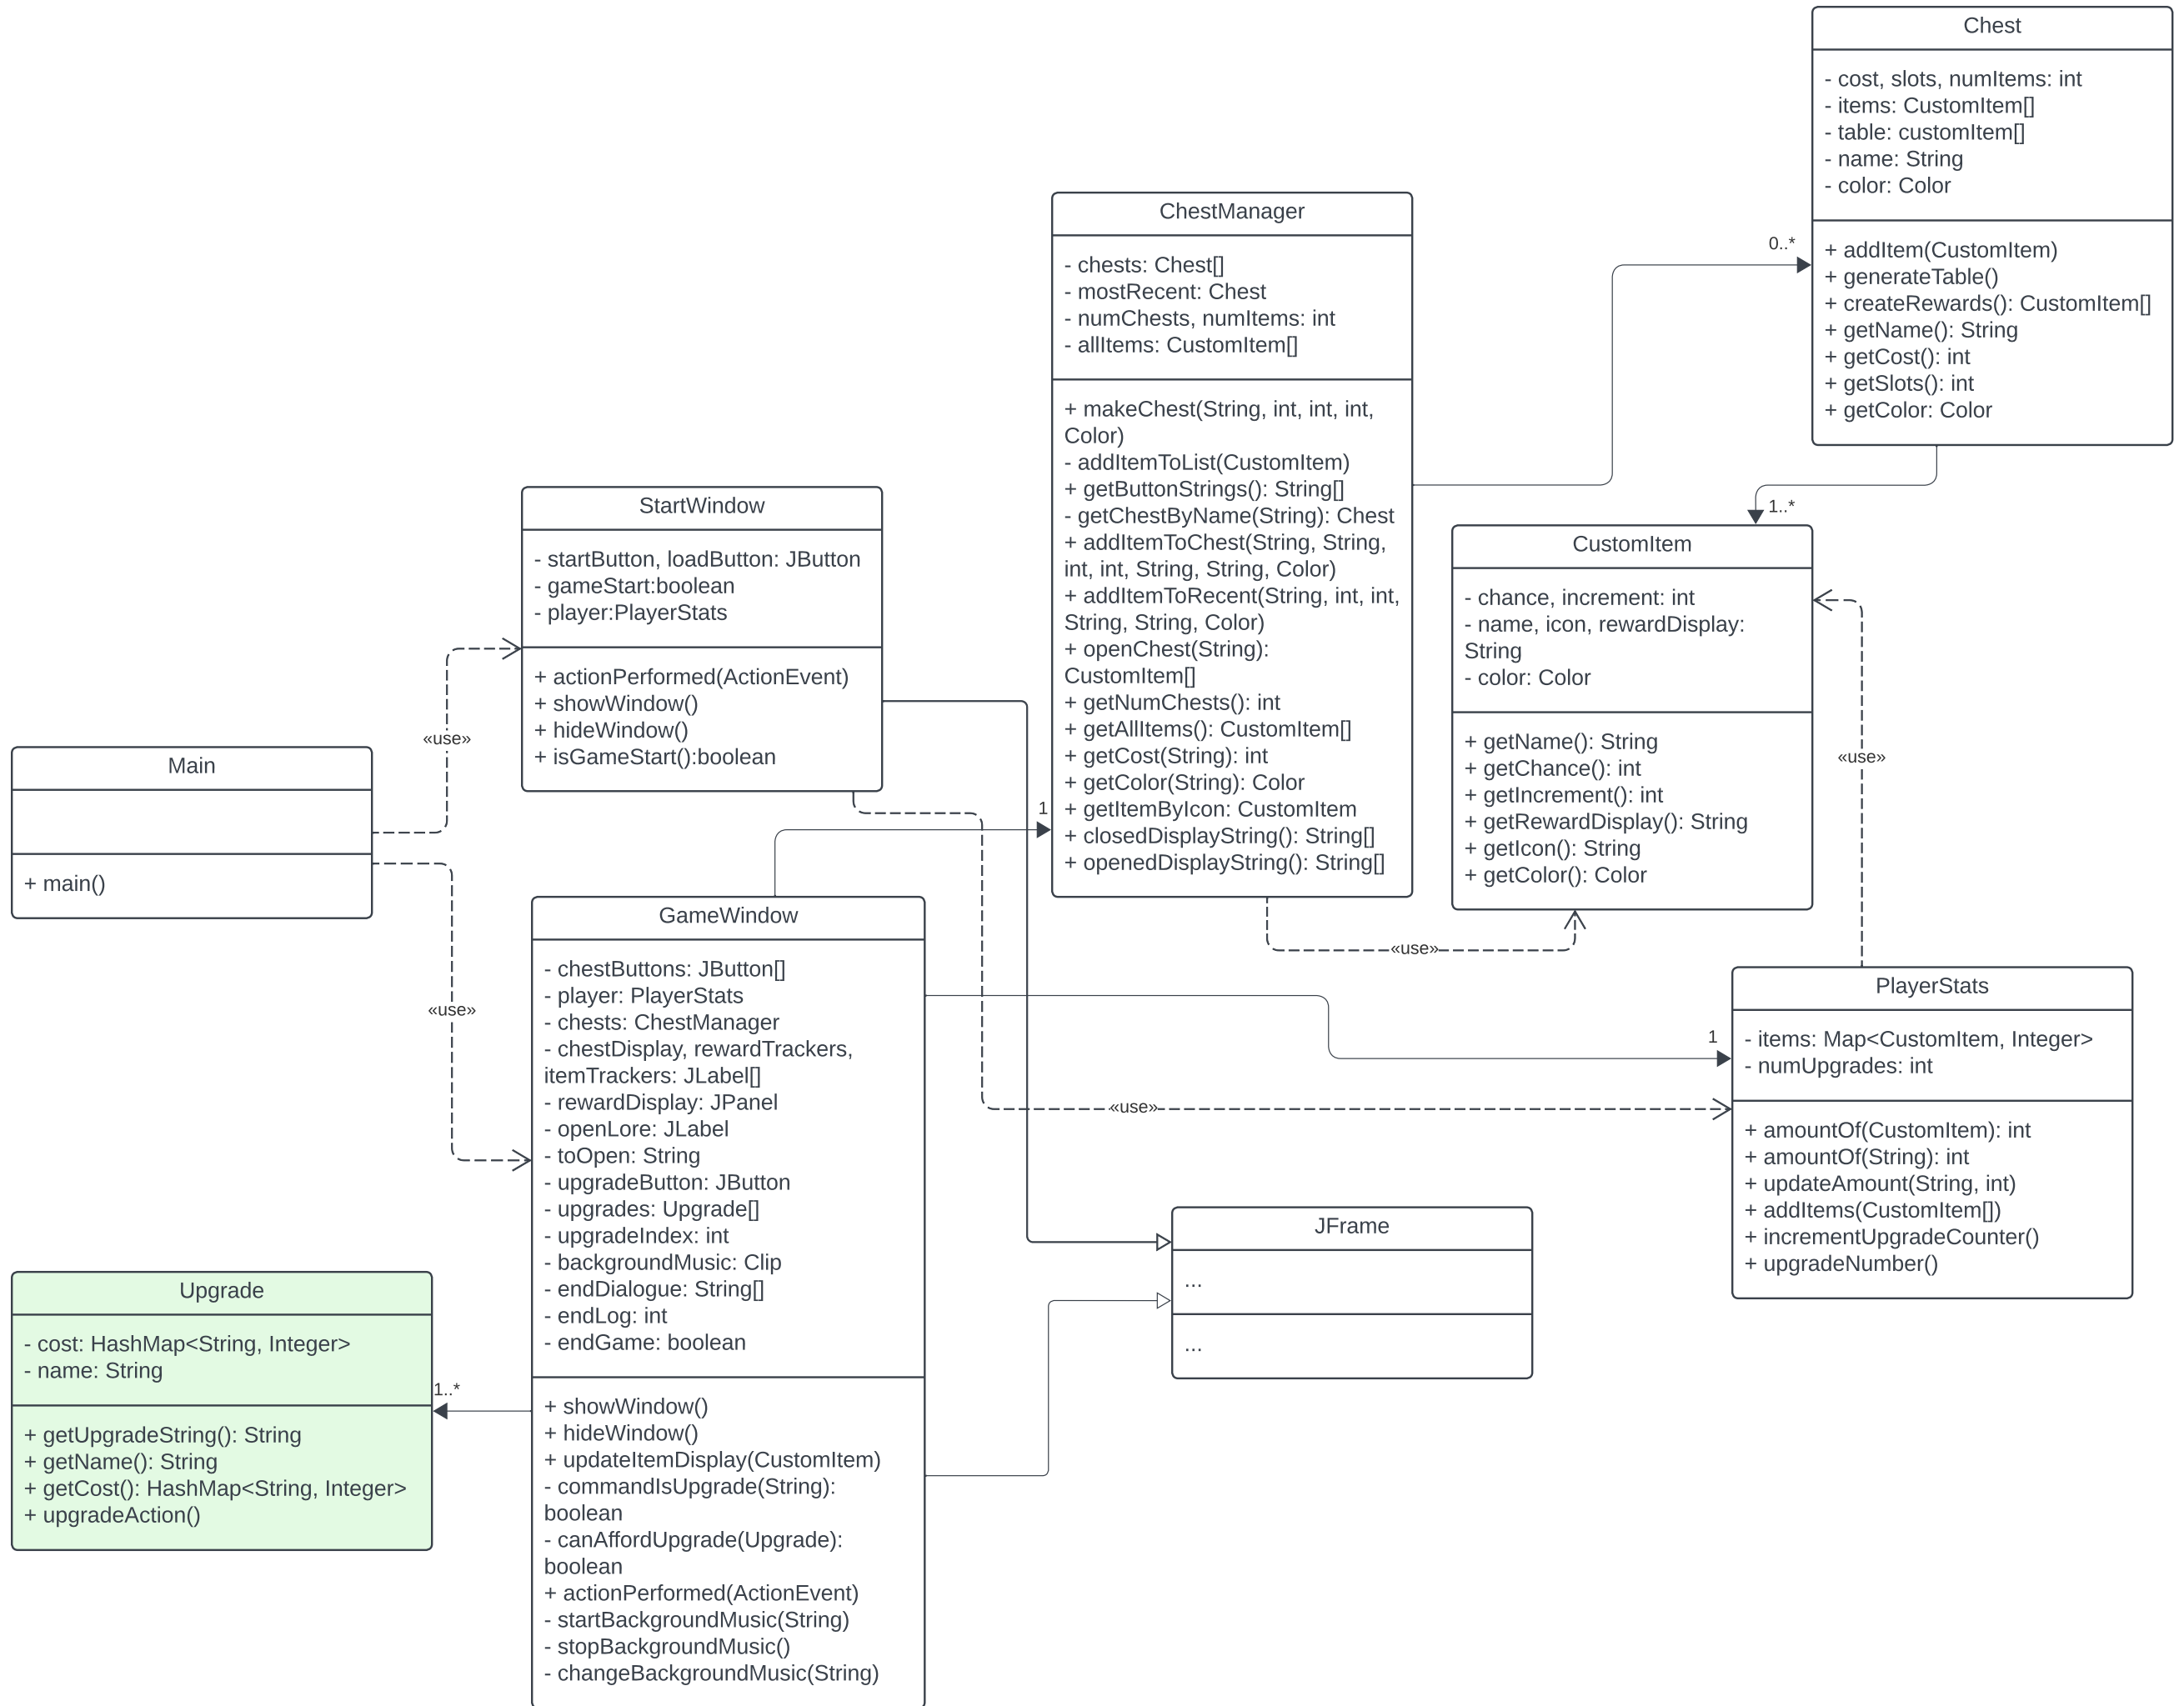 Chest
- cost, slots, numItems: int
- items: CustomItem[]
- table: customItem[]
- name: String
- color: Color
+ addItem(CustomItem)
+ generateTable()
+ createRewards(): CustomItem[]
+ getName(): String
+ getCost(): int
+ getSlots(): int
+ getColor: Color
0..*
1..*
ChestManager
- chests: Chest[]
- mostRecent: Chest
- numChests, numItems: int
- allItems: CustomItem[]
+ makeChest(String, int, int, int,
Color)
- addItemToList(CustomItem)
+ getButtonStrings(): String[]
- getChestByName(String): Chest
+ addItemToChest(String, String,
int, int, String, String, Color)
+ addItemToRecent(String, int, int,
String, String, Color)
+ openChest(String):
CustomItem[]
+ getNumChests(): int
+ getAllItems(): CustomItem[]
+ getCost(String): int
+ getColor(String): Color
+ getItemByIcon: CustomItem
+ closedDisplayString(): String[]
+ openedDisplayString(): String[]
1
«use»
StartWindow
- startButton, loadButton: JButton
- gameStart:boolean
- player:PlayerStats
+ actionPerformed(ActionEvent)
+ showWindow()
+ hideWindow()
+ isGameStart():boolean
CustomItem
- chance, increment: int
- name, icon, rewardDisplay:
String
- color: Color
+ getName(): String
+ getChance(): int
+ getIncrement(): int
+ getRewardDisplay(): String
+ getIcon(): String
+ getColor(): Color
«use»
Main
+ main()
«use»
«use»
GameWindow
- chestButtons: JButton[]
- player: PlayerStats
- chests: ChestManager
- chestDisplay, rewardTrackers,
itemTrackers: JLabel[]
- rewardDisplay: JPanel
- openLore: JLabel
- toOpen: String
- upgradeButton: JButton
- upgrades: Upgrade[]
- upgradeIndex: int
- backgroundMusic: Clip
- endDialogue: String[]
- endLog: int
- endGame: boolean
+ showWindow()
+ hideWindow()
+ updateItemDisplay(CustomItem)
- commandIsUpgrade(String):
boolean
- canAffordUpgrade(Upgrade):
boolean
+ actionPerformed(ActionEvent)
- startBackgroundMusic(String)
- stopBackgroundMusic()
- changeBackgroundMusic(String)
1
«use»
PlayerStats
- items: Map<CustomItem, Integer>
- numUpgrades: int
+ amountOf(CustomItem): int
+ amountOf(String): int
+ updateAmount(String, int)
+ addItems(CustomItem[])
+ incrementUpgradeCounter()
+ upgradeNumber()
JFrame
...
...
Upgrade
- cost: HashMap<String, Integer>
- name: String
+ getUpgradeString(): String
+ getName(): String
+ getCost(): HashMap<String, Integer>
+ upgradeAction()
1..*